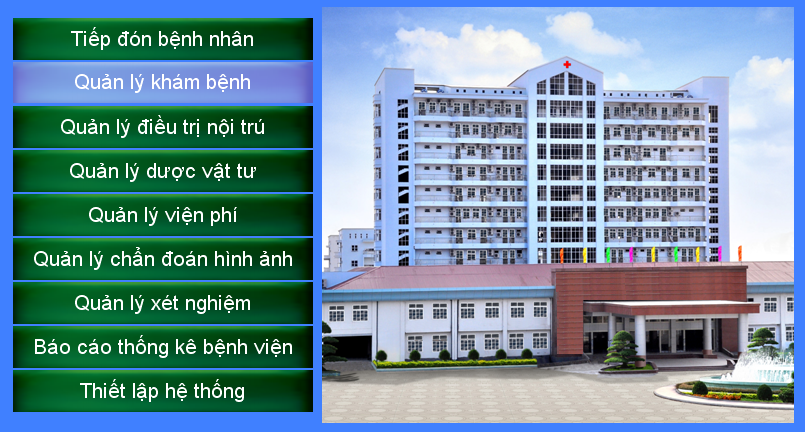 Tiếp đón bệnh nhân
Quản lý khám bệnh
Quản lý điều trị nội trú
Quản lý dược vật tư
Quản lý viện phí
Quản lý chẩn đoán hình ảnh
Quản lý xét nghiệm
Báo cáo thống kê bệnh viện
Thiết lập hệ thống